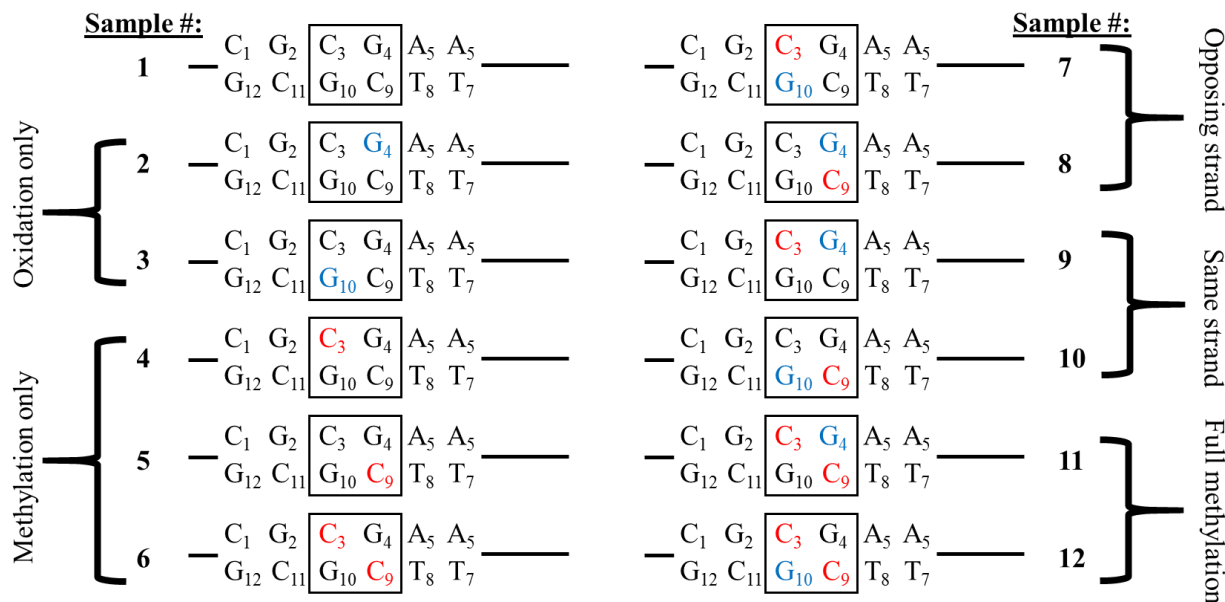 Sample #:
1
C1 G2 C3 G4 A5 A5
G12 C11 G10 C9 T8 T7
Oxidation only
2
C1 G2 C3 G4 A5 A5
G12 C11 G10 C9 T8 T7
3
C1 G2 C3 G4 A5 A5
G12 C11 G10 C9 T8 T7
Methylation only
4
C1 G2 C3 G4 A5 A5
G12 C11 G10 C9 T8 T7
5
C1 G2 C3 G4 A5 A5
G12 C11 G10 C9 T8 T7
6
C1 G2 C3 G4 A5 A5
G12 C11 G10 C9 T8 T7
Sample #:
C1 G2 C3 G4 A5 A5
G12 C11 G10 C9 T8 T7
7
C1 G2 C3 G4 A5 A5
G12 C11 G10 C9 T8 T7
8
Opposing strand
C1 G2 C3 G4 A5 A5
G12 C11 G10 C9 T8 T7
9
C1 G2 C3 G4 A5 A5
G12 C11 G10 C9 T8 T7
10
Same strand
C1 G2 C3 G4 A5 A5
G12 C11 G10 C9 T8 T7
11
C1 G2 C3 G4 A5 A5
G12 C11 G10 C9 T8 T7
12
Full methylation